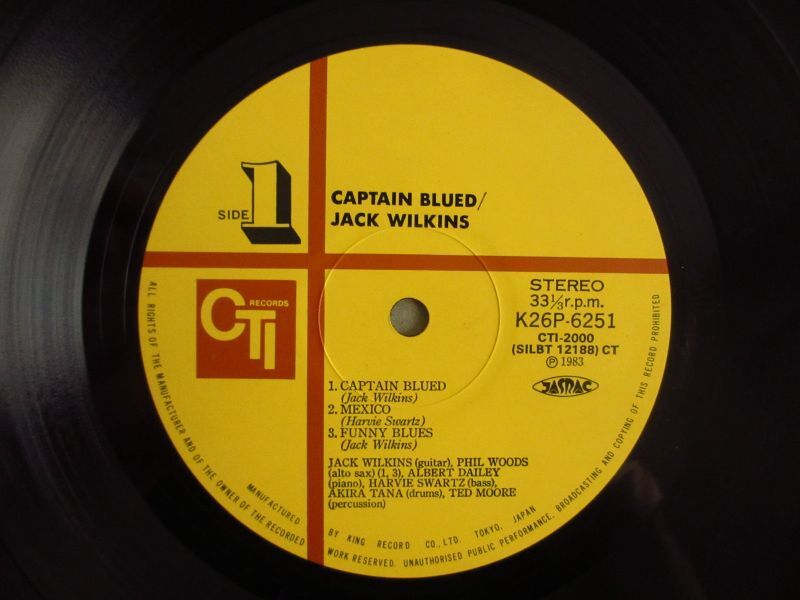 SIDE 1
CAPTAIN BLUED/
JACK WILKINS
CTI RECORDS
STEREO
33⅓r.p.m.
K26P-6251
CTI-2000
(SILBT 12188) CT
Ⓟ 1983
JASRAC
1. CAPTAIN BLUED
(Jack Wilkins)
2. MEXICO
(Harvie Swartz)
3. FUNNY BLUES
(Jack Wilkins)
JACK WILKINS (guitar), PHIL WOODS
(alto sax) (1, 3), ALBERT DAILEY
(piano), HARVIE SWARTZ (bass),
AKIRA TANA (drums), TED MOORE
(percussion)
MANUFACTURED BY KING RECORD CO., LTD. TOKYO, JAPAN
ALL RIGHTS OF THE MANUFACTURER AND OF THE OWNER OF THE RECORDED WORK RESERVED. UNAUTHORISED PUBLIC PERFORMANCE, BROADCASTING AND COPYING OF THIS RECORD PROHIBITED